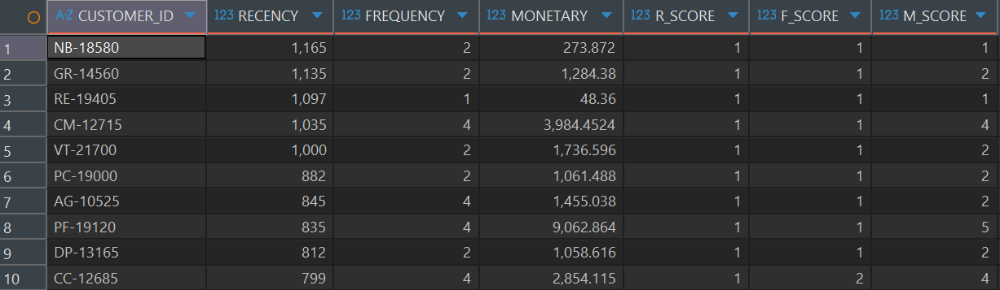 A-Z CUSTOMER_ID 123 RECENCY 123 FREQUENCY 123 MONETARY 123 R_SCORE 123 F_SCORE 123 M_SCORE
1 NB-18580 1,165 2 273.872 1 1 1
2 GR-14560 1,135 2 1,284.38 1 1 2
3 RE-19405 1,097 1 48.36 1 1 1
4 CM-12715 1,035 4 3,984.4524 1 1 4
5 VT-21700 1,000 2 1,736.596 1 1 2
6 PC-19000 882 2 1,061.488 1 1 2
7 AG-10525 845 4 1,455.038 1 1 2
8 PF-19120 835 4 9,062.864 1 1 5
9 DP-13165 812 2 1,058.616 1 1 2
10 CC-12685 799 4 2,854.115 1 2 4